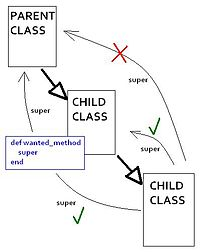 PARENT
CLASS
super
CHILD
CLASS
super
super
def wanted_method
super
end
CHILD
CLASS
super